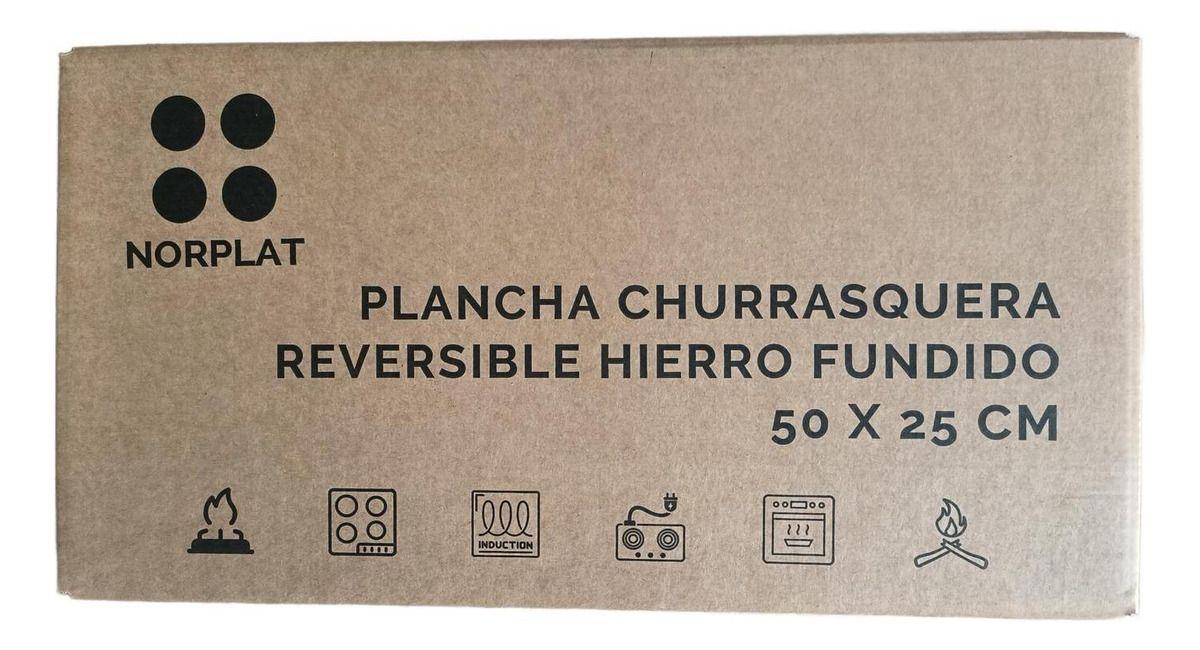 NORPLAT
PLANCHA CHURRASQUERA
REVERSIBLE HIERRO FUNDIDO
50 X 25 CM
INDUCTION